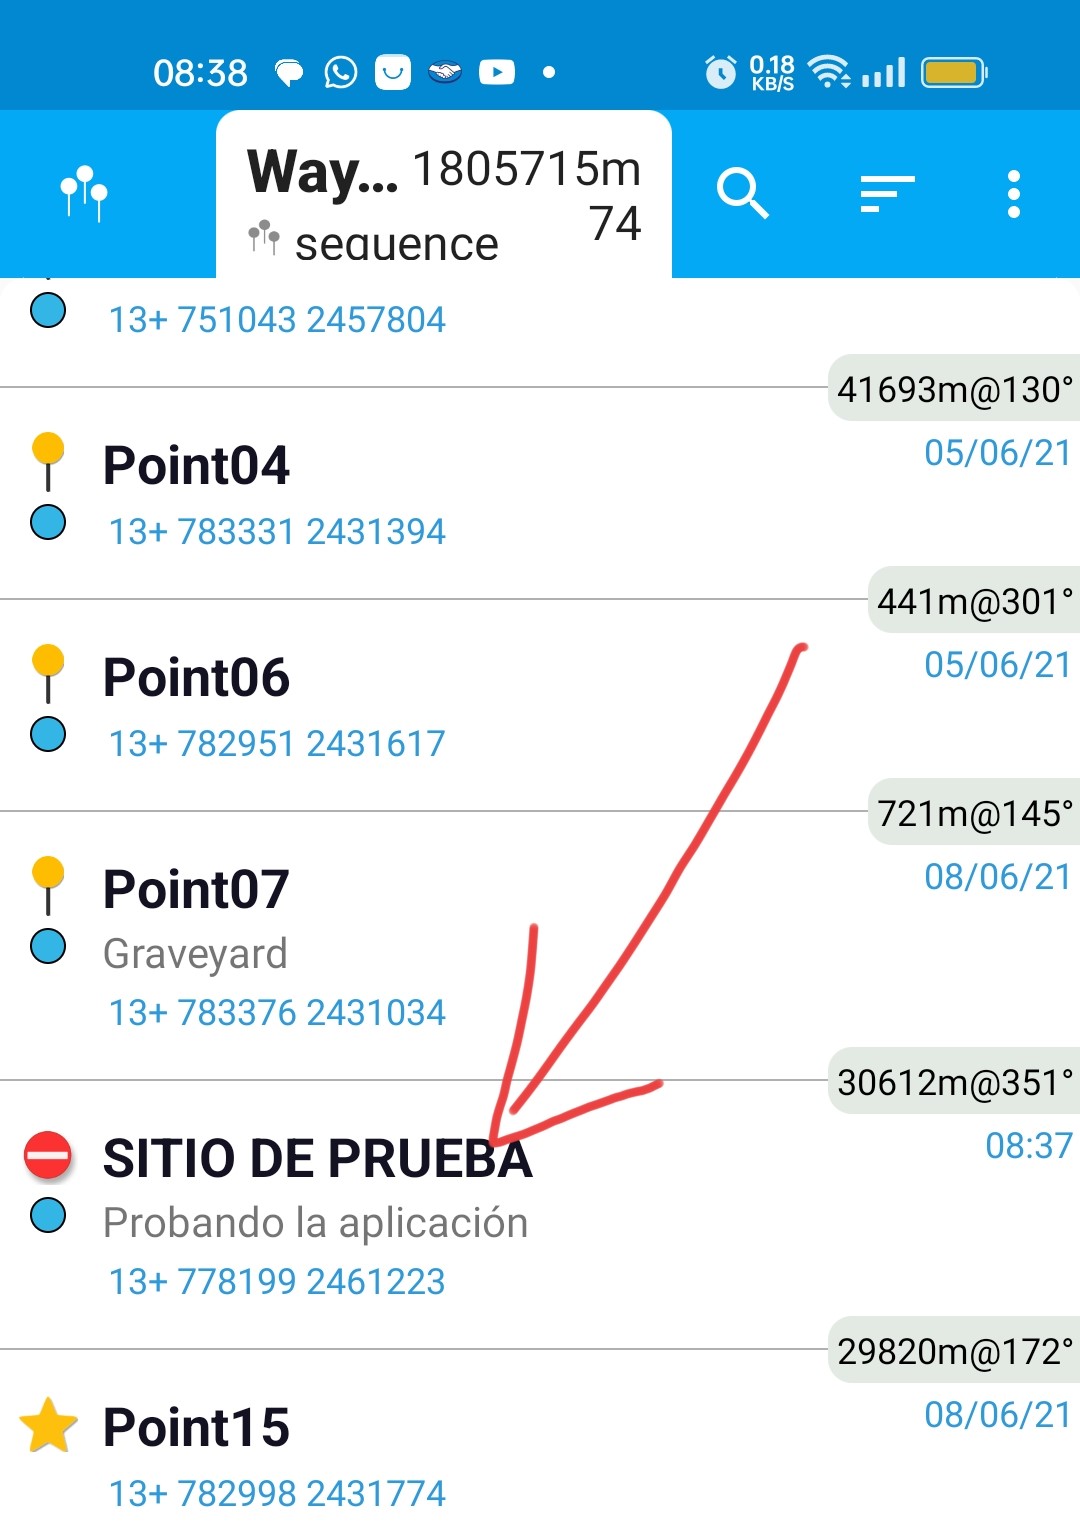 08:38
0.18
KB/S
Way... 1805715m
sequence 74
13+ 751043 2457804
41693m@130°
Point04 05/06/21
13+ 783331 2431394
441m@301°
Point06 05/06/21
13+ 782951 2431617
721m@145°
Point07 08/06/21
Graveyard
13+ 783376 2431034
30612m@351°
SITIO DE PRUEBA 08:37
Probando la aplicación
13+ 778199 2461223
29820m@172°
Point15 08/06/21
13+ 782998 2431774